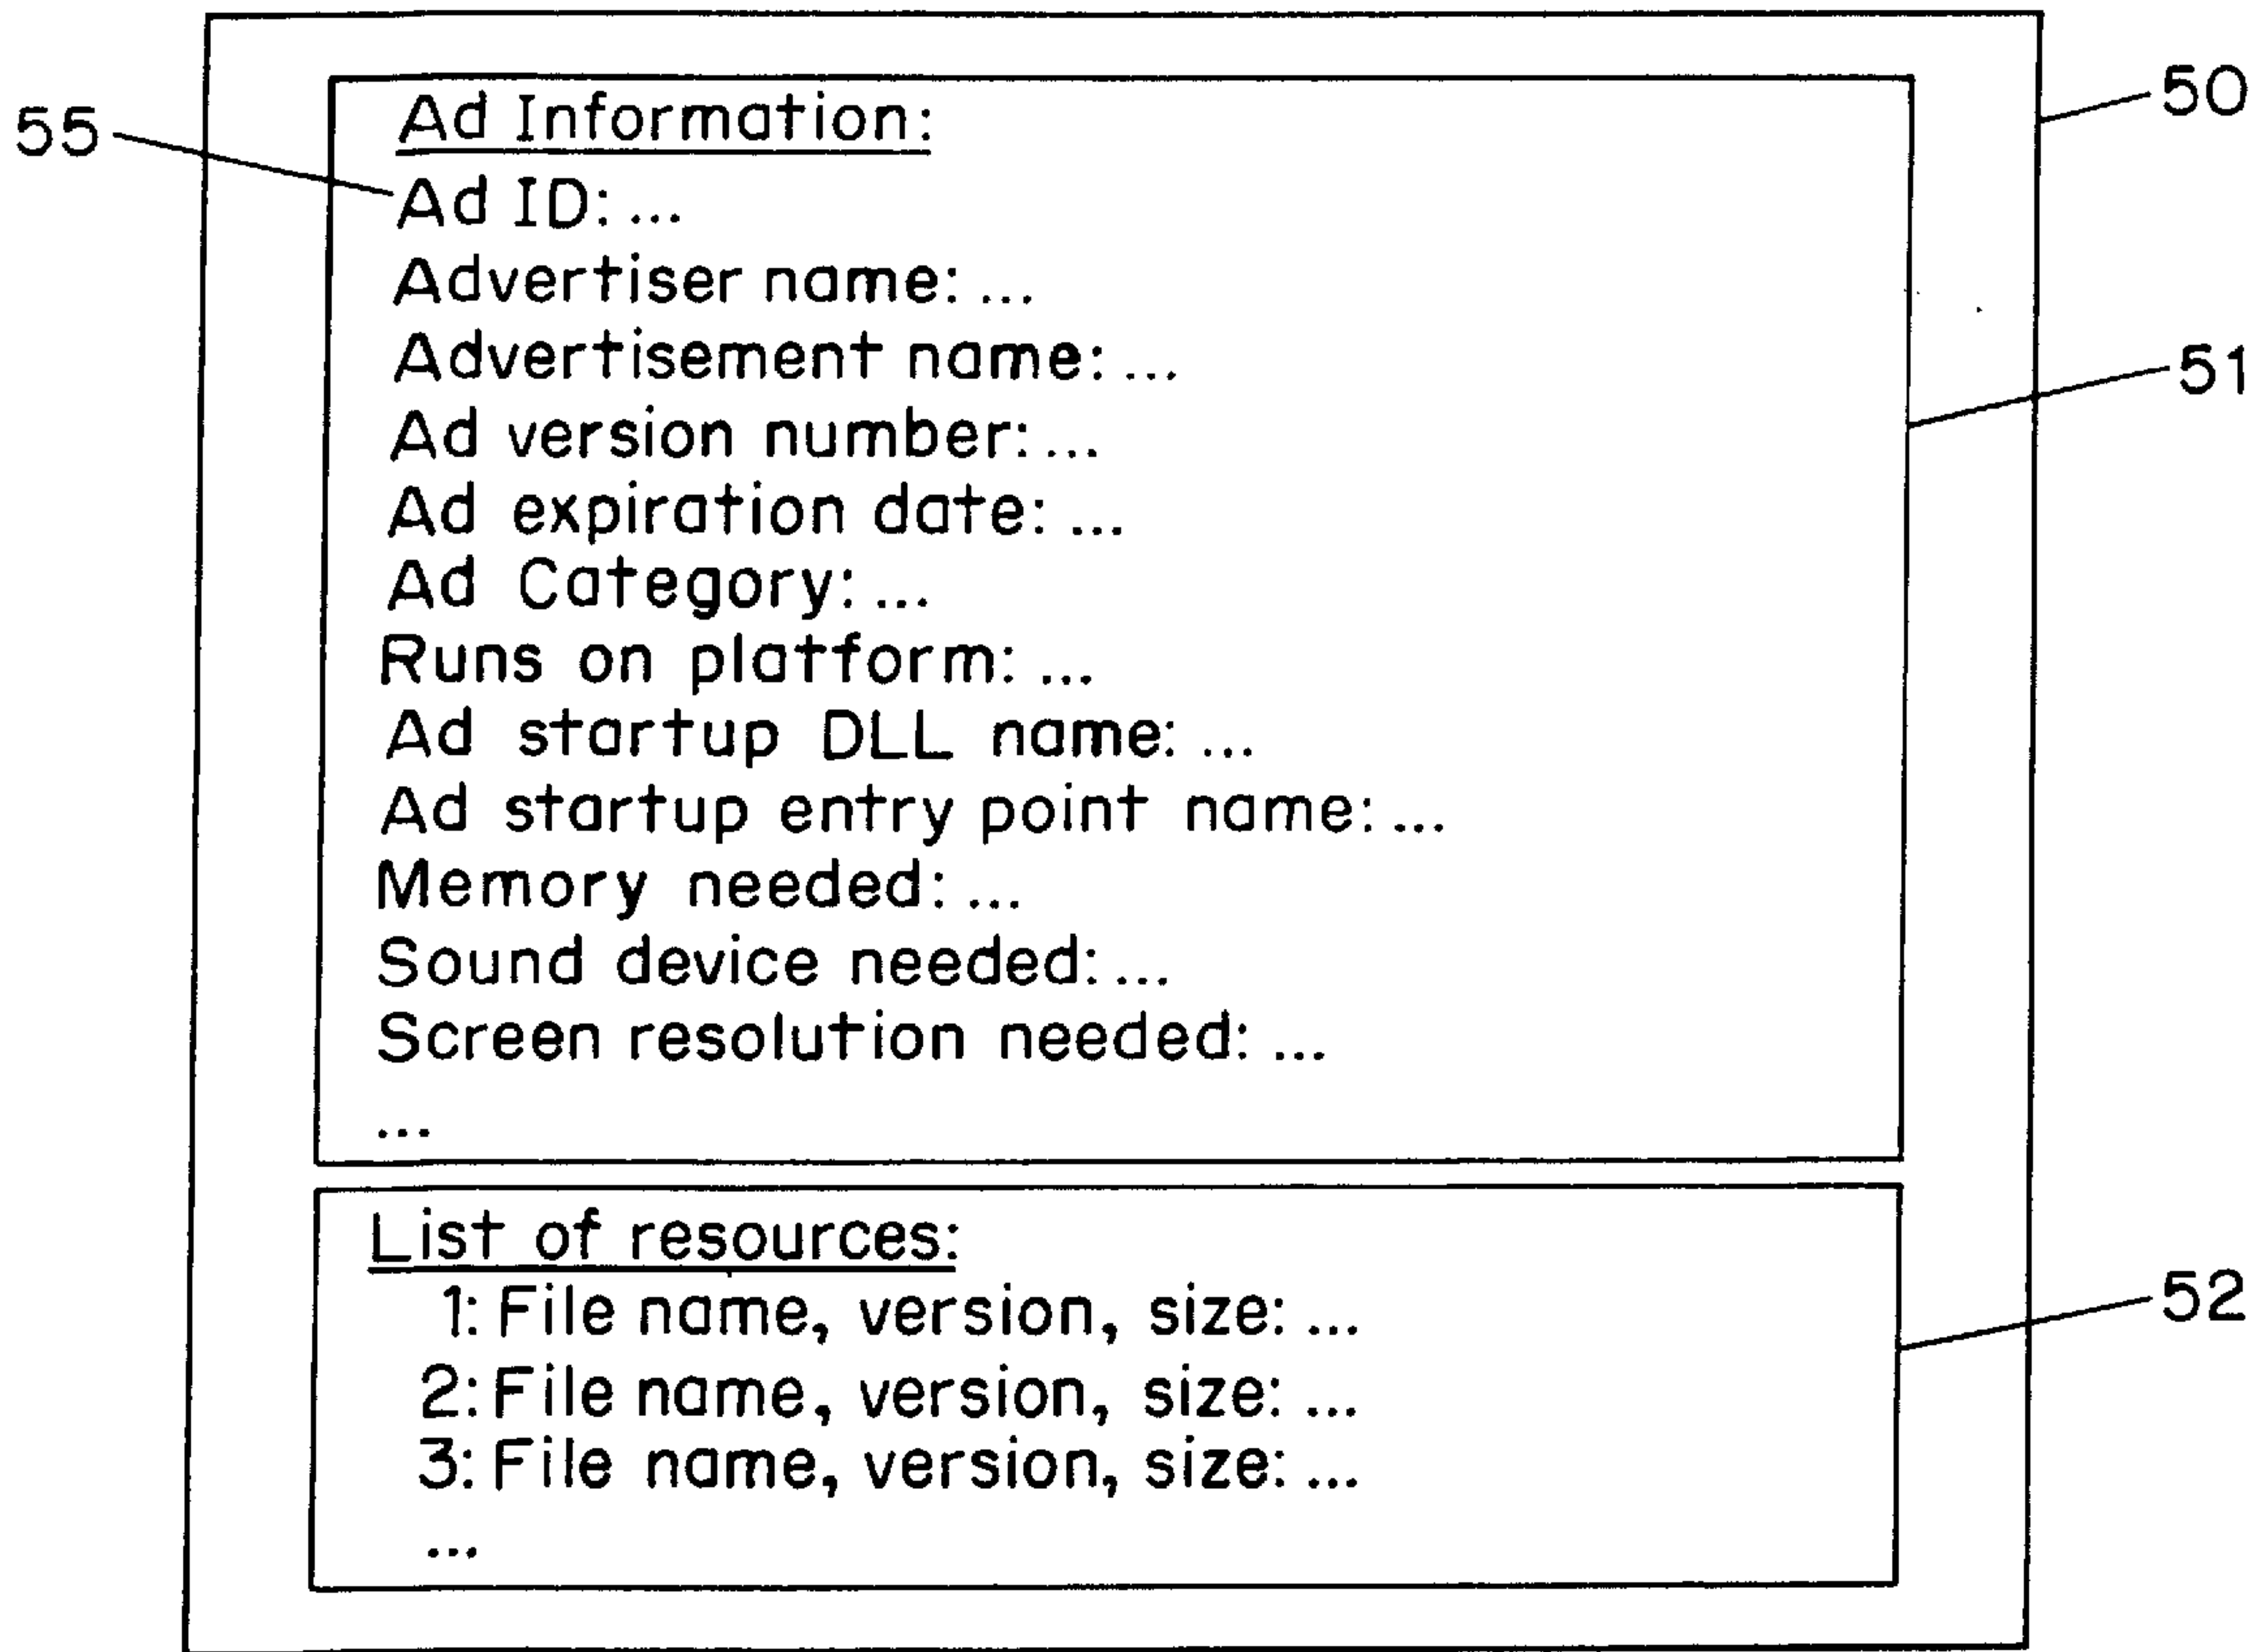 50
55
Ad Information:
Ad ID: ...
Advertiser name: ...
Advertisement name: ...
51
Ad version number: ...
Ad expiration date: ...
Ad Category: ...
Runs on platform: ...
Ad startup DLL name: ...
Ad startup entry point name: ...
Memory needed: ...
Sound device needed: ...
Screen resolution needed: ...
...
List of resources:
52
1: File name, version, size: ...
2: File name, version, size: ...
3: File name, version, size: ...
...